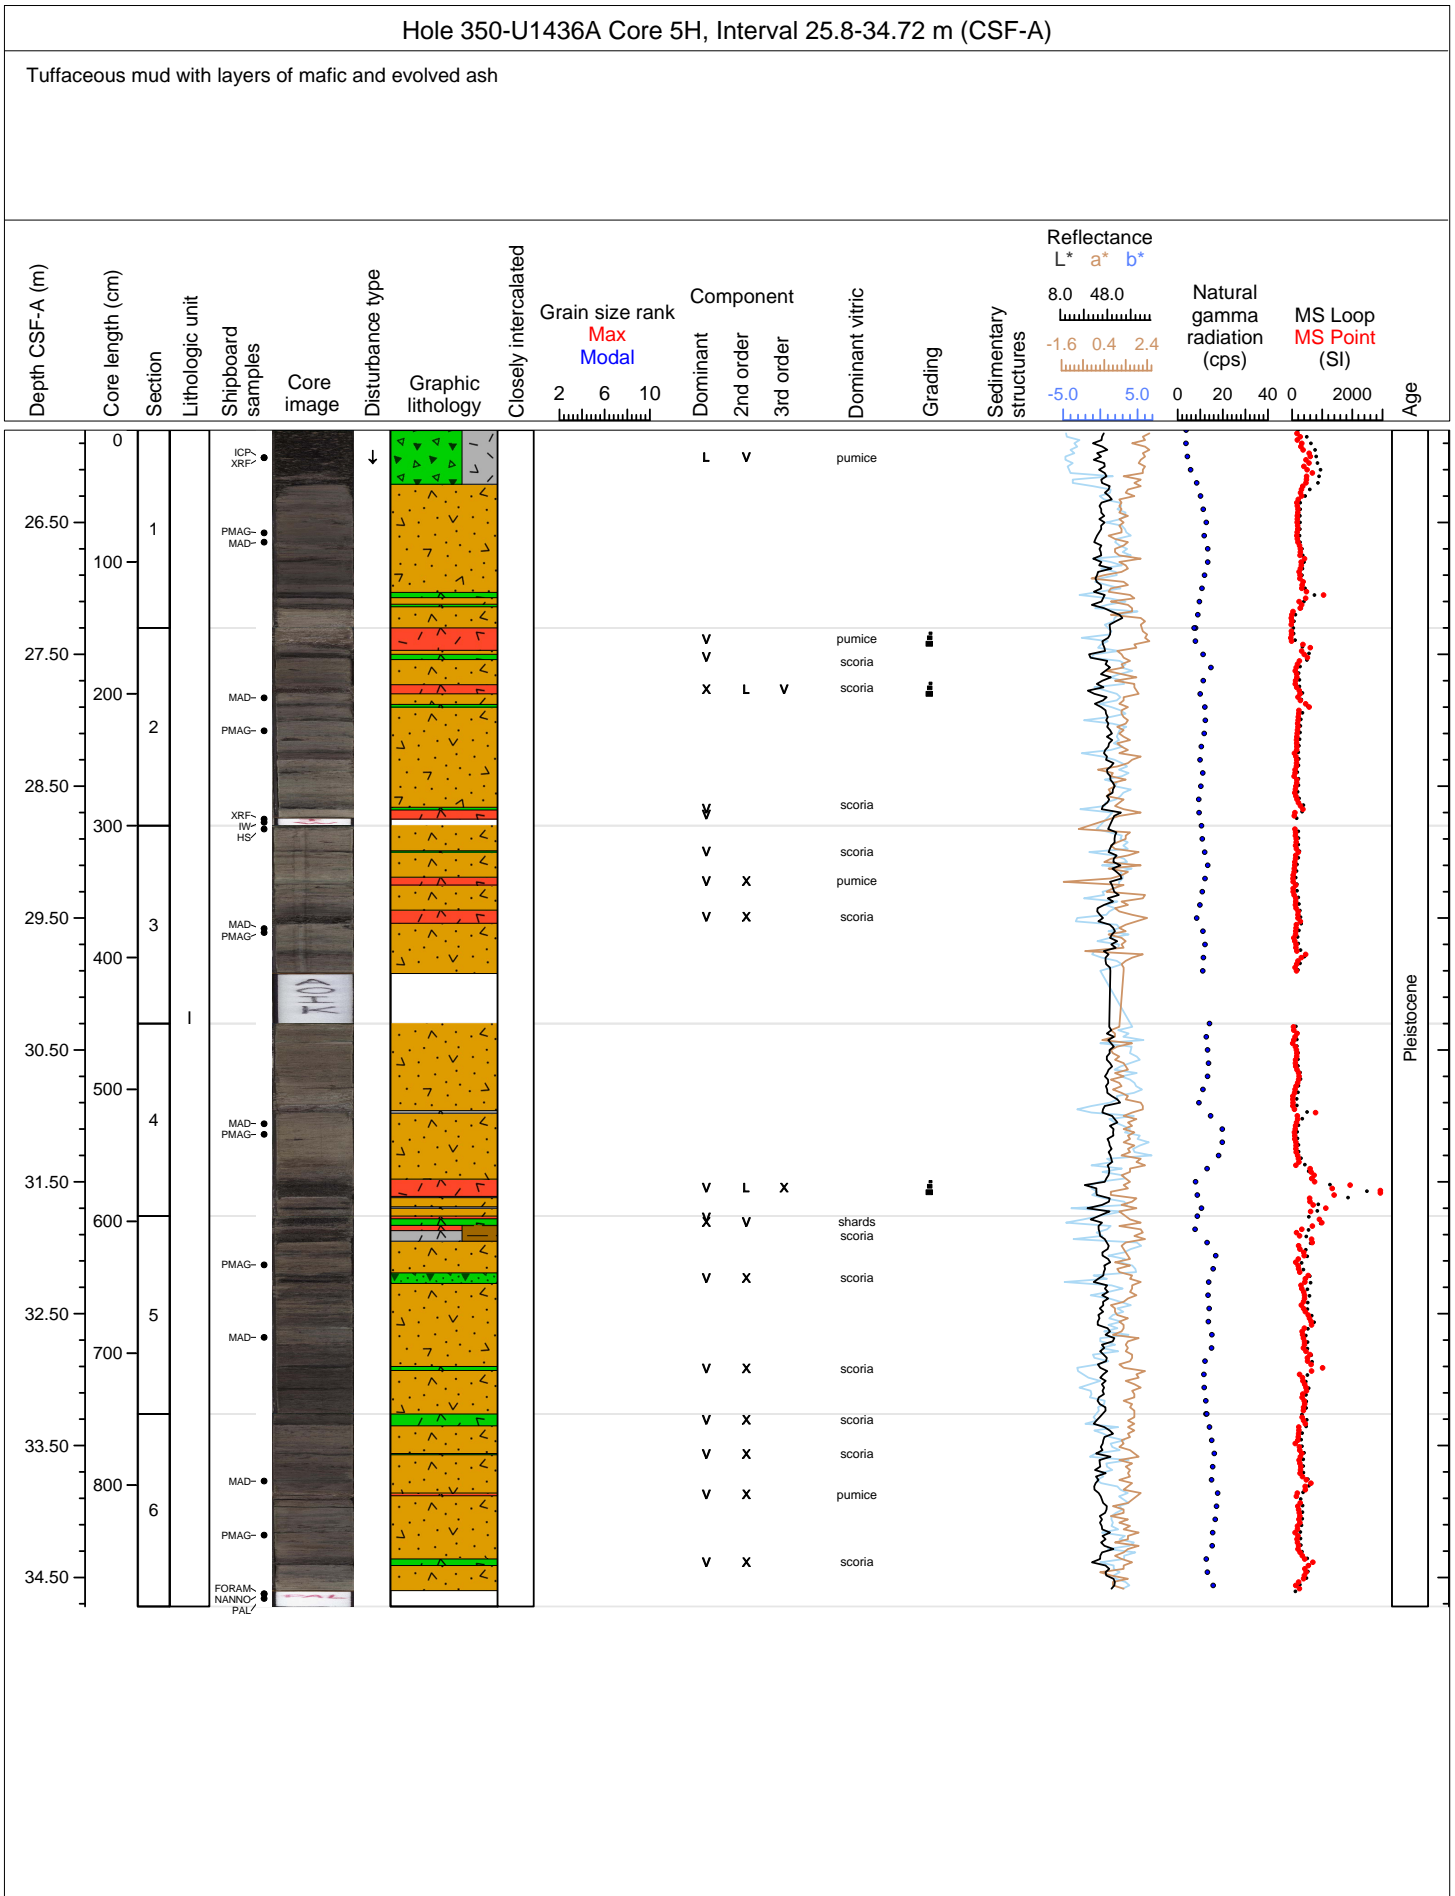 Hole 350-U1436A Core 5H, Interval 25.8-34.72 m (CSF-A)
Tuffaceous mud with layers of mafic and evolved ash
Depth CSF-A (m)
Core length (cm)
Section
Lithologic unit
Shipboard
samples
Core
image
Disturbance type
Graphic
lithology
Closely intercalated
Grain size rank
Max
Modal
2 6 10
Component
Dominant
2nd order
3rd order
Dominant vitric
Grading
Sedimentary
structures
Reflectance
L* a* b*
8.0 48.0
-1.6 0.4 2.4
-5.0 5.0
Natural
gamma
radiation
(cps)
0 20 40
MS Loop
MS Point
(SI)
0 2000
Age
0
ICP
XRF
L V pumice
26.50
1
PMAG
MAD
100
V pumice
27.50
V scoria
200
MAD
X L V scoria
2
PMAG
28.50
V scoria
V
XRF
300
IW
HS
V scoria
V X pumice
29.50
3
MAD
PMAG
V X scoria
400
I
Pleistocene
30.50
500
4
MAD
PMAG
31.50
V L X
600
V
X V shards
scoria
PMAG
V X scoria
32.50
5
MAD
700
V X scoria
V X scoria
33.50
V X scoria
800
MAD
V X pumice
6
PMAG
V X scoria
34.50
FORAM
NANNO
PAL